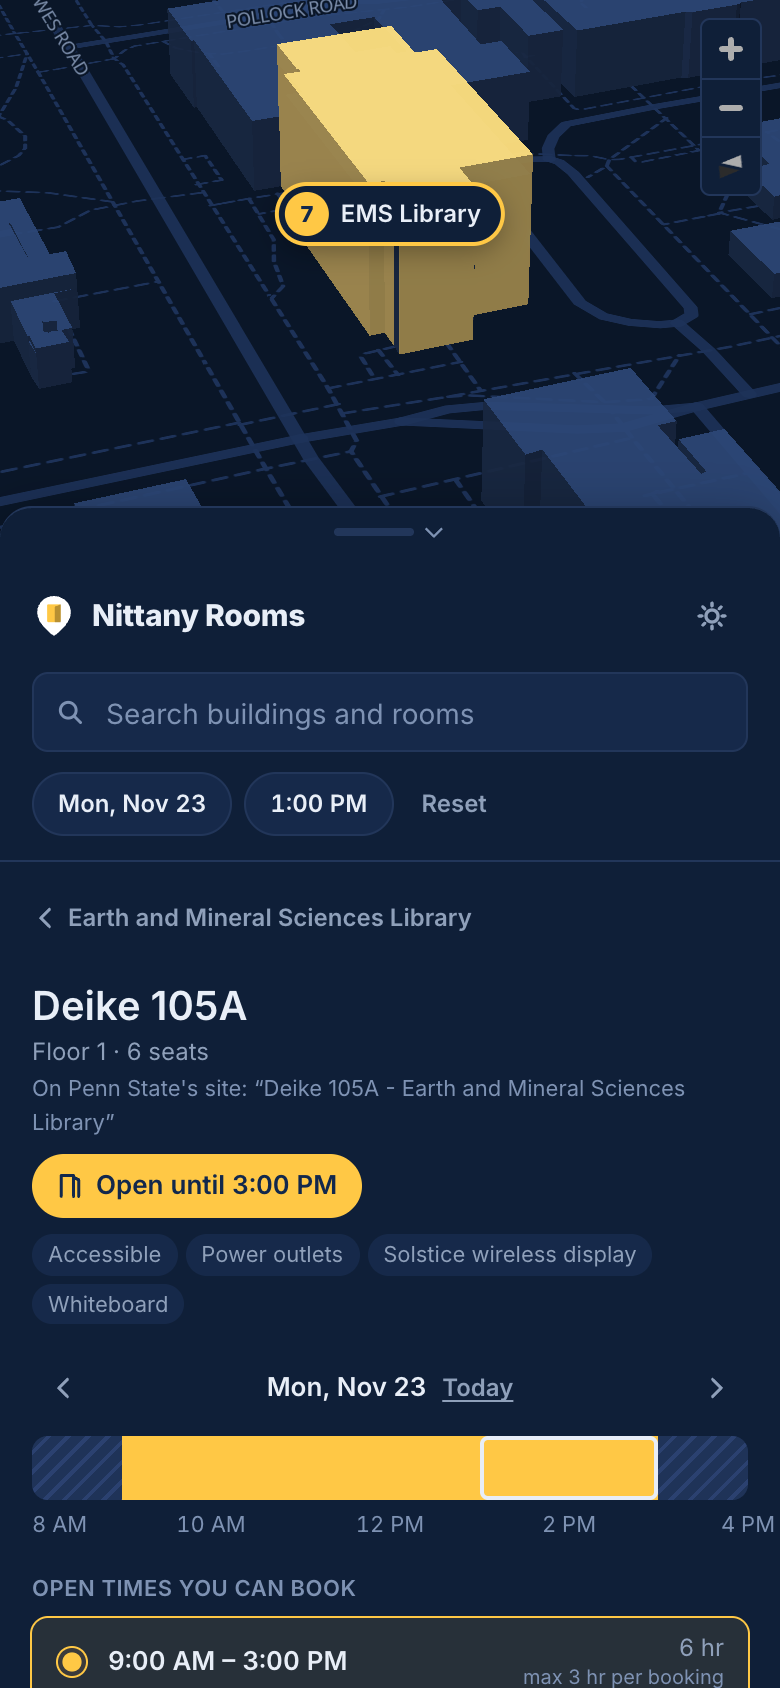 POLLOCK ROAD
WES ROAD
7 EMS Library
Nittany Rooms
Search buildings and rooms
Mon, Nov 23 1:00 PM Reset
Earth and Mineral Sciences Library
Deike 105A
Floor 1 · 6 seats
On Penn State's site: “Deike 105A - Earth and Mineral Sciences
Library”
Open until 3:00 PM
Accessible Power outlets Solstice wireless display
Whiteboard
Mon, Nov 23 Today
8 AM 10 AM 12 PM 2 PM 4 PM
OPEN TIMES YOU CAN BOOK
9:00 AM – 3:00 PM 6 hr
max 3 hr per booking